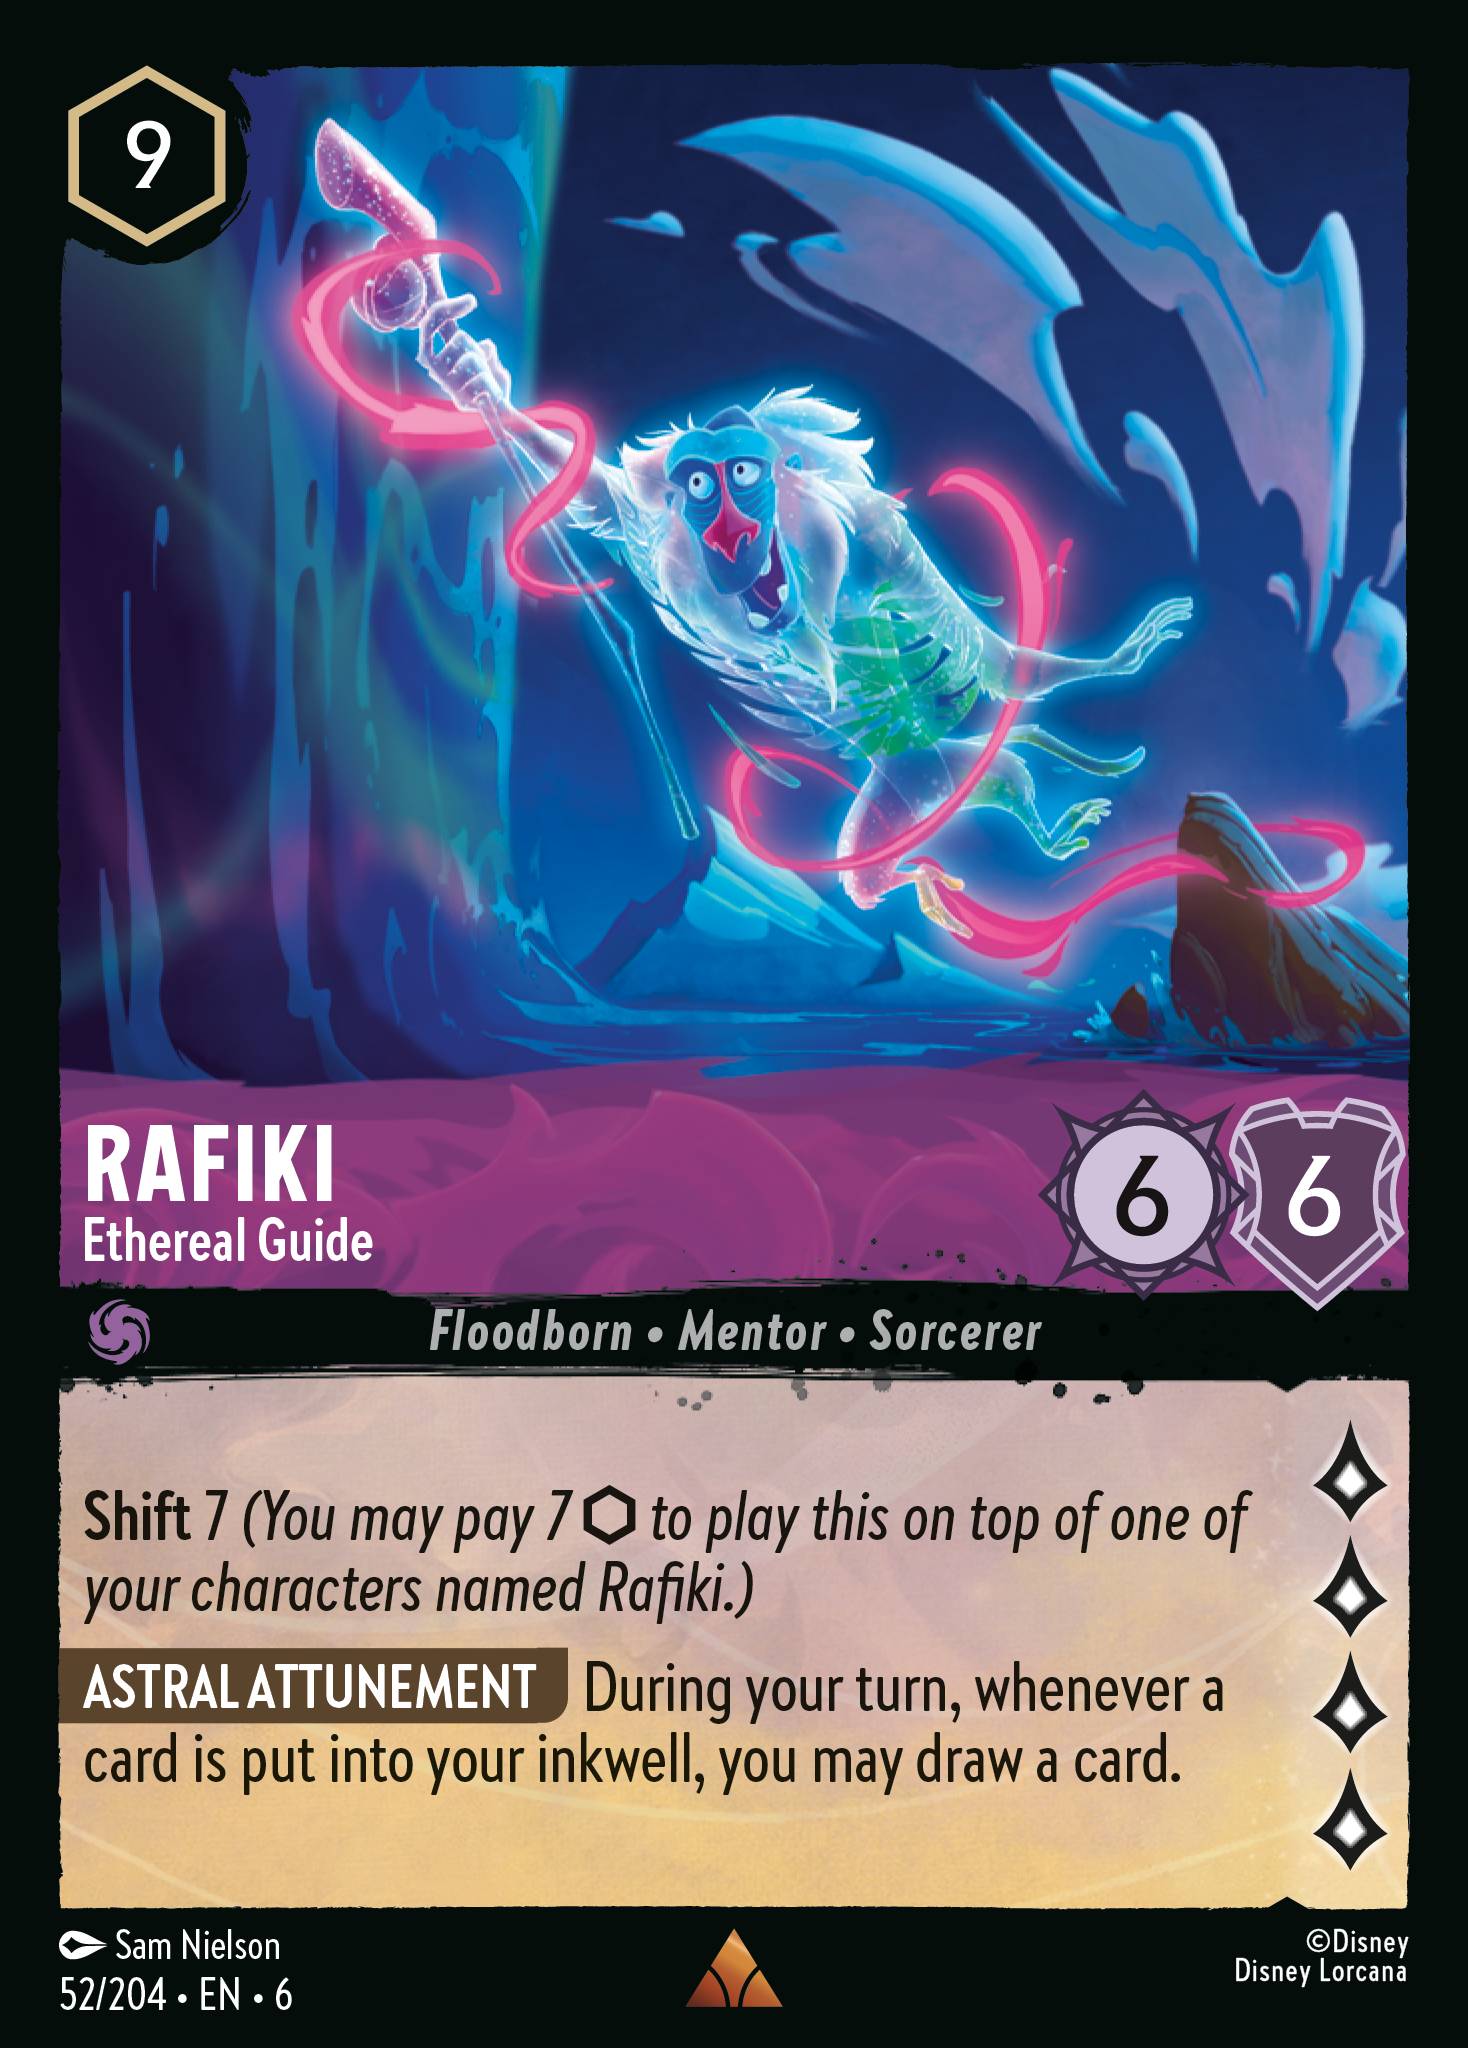 9
RAFIKI
Ethereal Guide
6 6
Floodborn • Mentor • Sorcerer
Shift 7 (You may pay 7 ⬡ to play this on top of one of
your characters named Rafiki.)
ASTRAL ATTUNEMENT During your turn, whenever a
card is put into your inkwell, you may draw a card.
Sam Nielson
52/204 • EN • 6
©Disney
Disney Lorcana